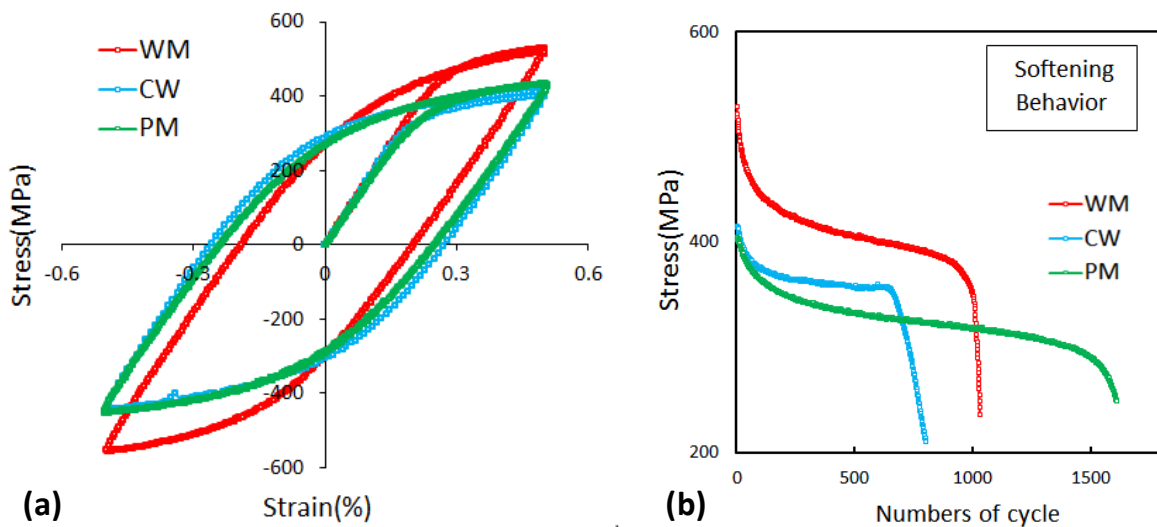 600
WM
CW
PM
400
200
0
-0.6
-0.3
0
0.3
0.6
-200
-400
-600
Stress(MPa)
Strain(%)
(a)
600
Softening
Behavior
WM
CW
PM
400
200
0
500
1000
1500
Stress(MPa)
Numbers of cycle
(b)